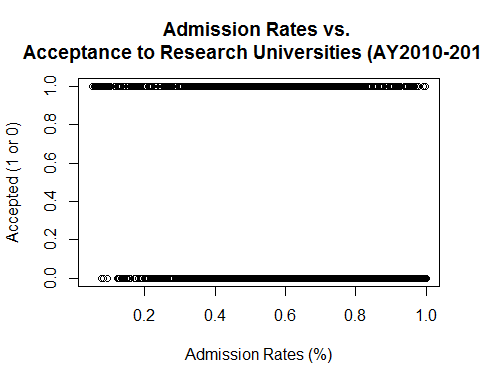 Admission Rates vs.
Acceptance to Research Universities (AY2010-201
1.0
0.8
0.6
0.4
0.2
0.0
Accepted (1 or 0)
0.2 0.4 0.6 0.8 1.0
Admission Rates (%)